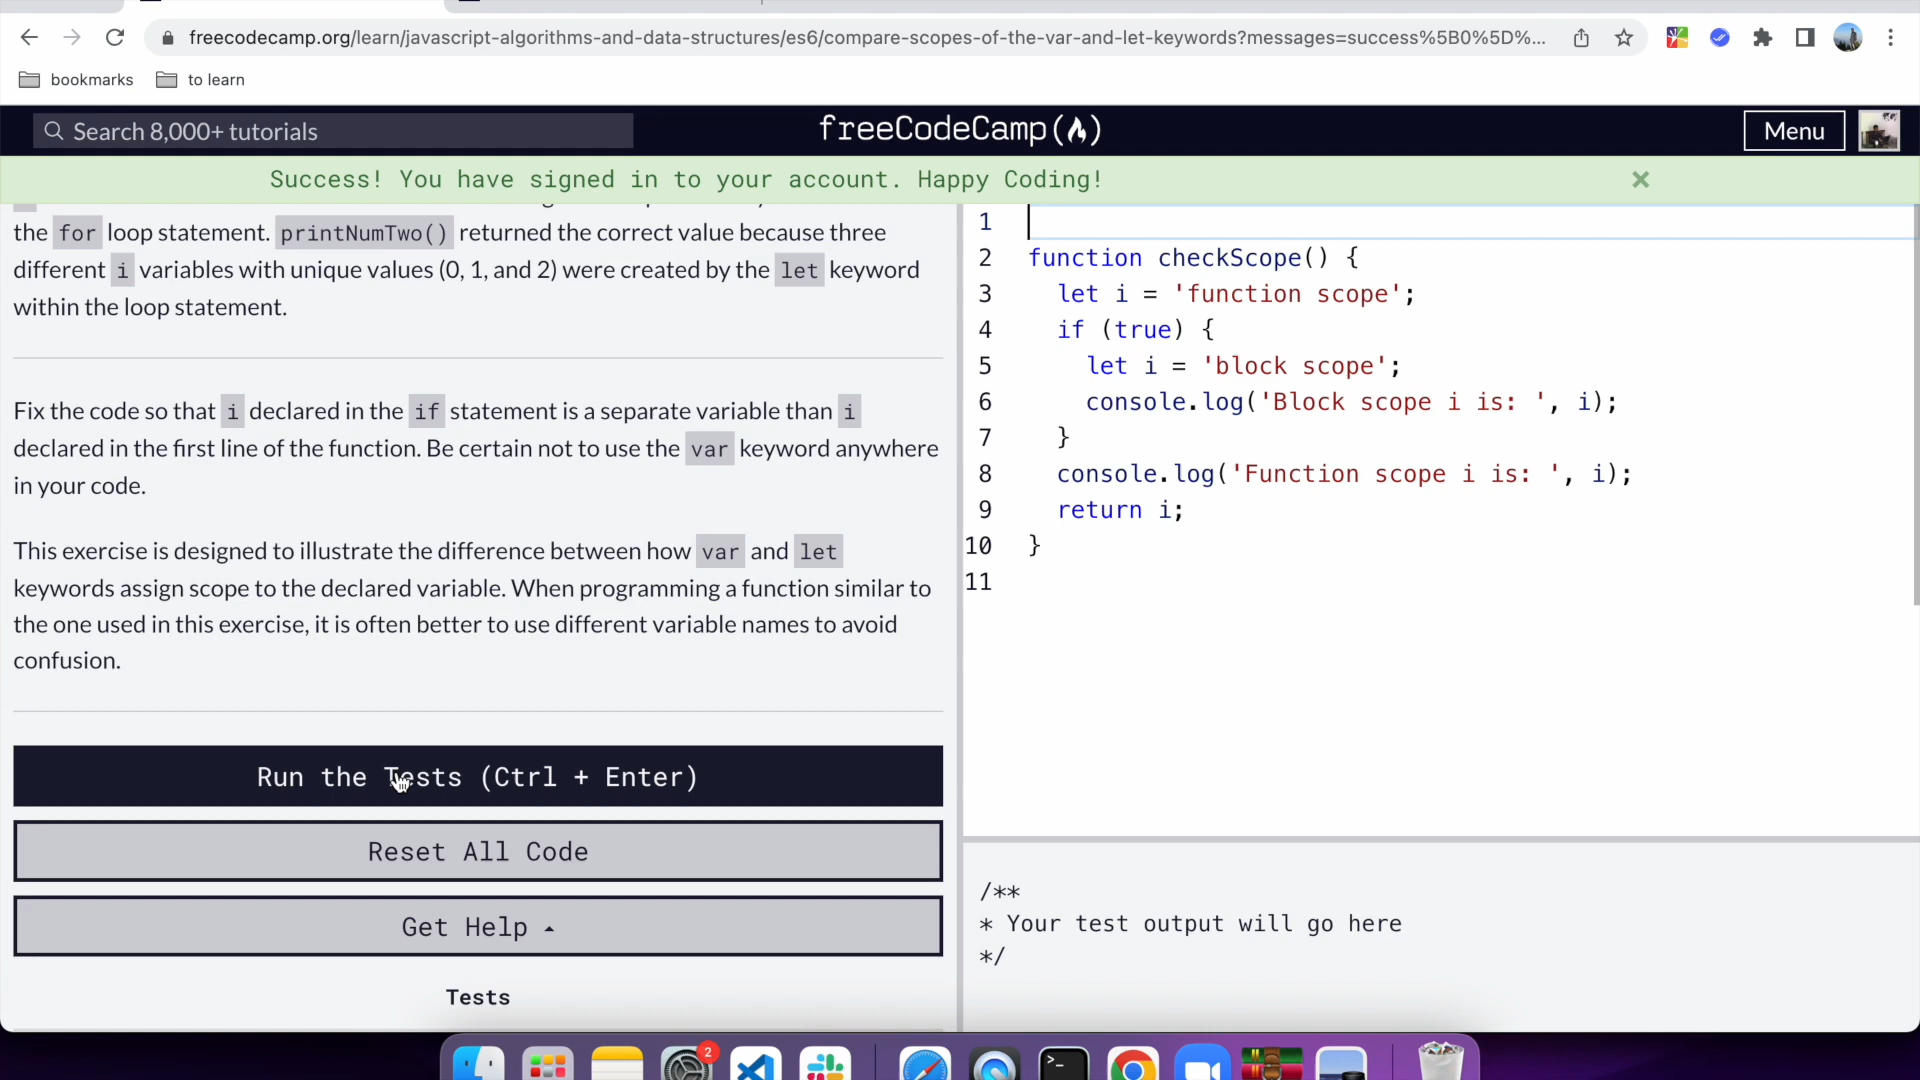 freecodecamp.org/learn/javascript-algorithms-and-data-structures/es6/compare-scopes-of-the-var-and-let-keywords?messages=success%5B0%5D%...
bookmarks
to learn
Search 8,000+ tutorials
freeCodeCamp(🔥)
Menu
Success! You have signed in to your account. Happy Coding!
the for loop statement. printNumTwo() returned the correct value because three
different i variables with unique values (0, 1, and 2) were created by the let keyword
within the loop statement.
Fix the code so that i declared in the if statement is a separate variable than i
declared in the first line of the function. Be certain not to use the var keyword anywhere
in your code.
This exercise is designed to illustrate the difference between how var and let
keywords assign scope to the declared variable. When programming a function similar to
the one used in this exercise, it is often better to use different variable names to avoid
confusion.
Run the Tests (Ctrl + Enter)
Reset All Code
Get Help
Tests
1
2 function checkScope() {
3 let i = 'function scope';
4 if (true) {
5 let i = 'block scope';
6 console.log('Block scope i is: ', i);
7 }
8 console.log('Function scope i is: ', i);
9 return i;
10 }
11
/**
* Your test output will go here
*/
2
>_